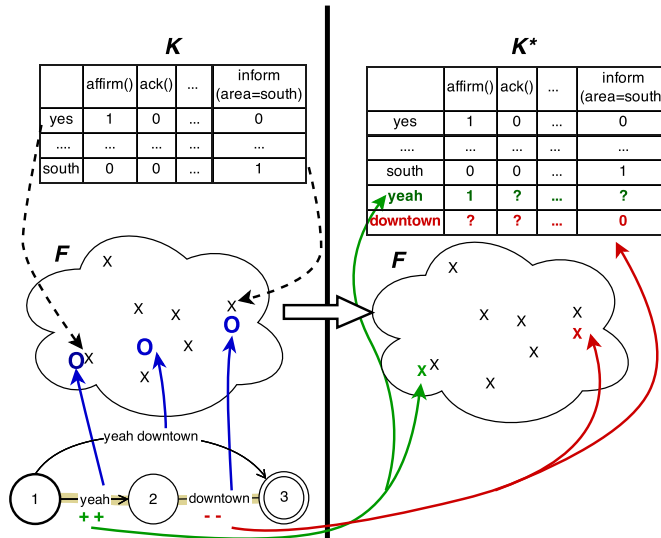 K
affirm() ack() ... inform (area=south)
yes 1 0 ... 0
.... ... ... ...
south 0 0 ... 1
F
X
X
X
X
X
X
X
O
O
O
yeah downtown
1 yeah 2 downtown 3
++ --
K*
affirm() ack() ... inform (area=south)
yes 1 0 ... 0
.... ... ... ...
south 0 0 ... 1
yeah 1 ? ... ?
downtown ? ? ... 0
F
X
X
X
X
X
X
X
X
X